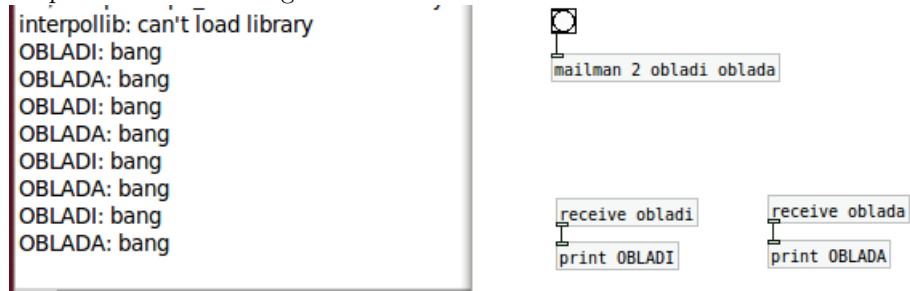 interpollib: can't load library
OBLADI: bang
OBLADA: bang
OBLADI: bang
OBLADA: bang
OBLADI: bang
OBLADA: bang
OBLADI: bang
OBLADA: bang
mailman 2 obladi oblada
receive obladi
print OBLADI
receive oblada
print OBLADA